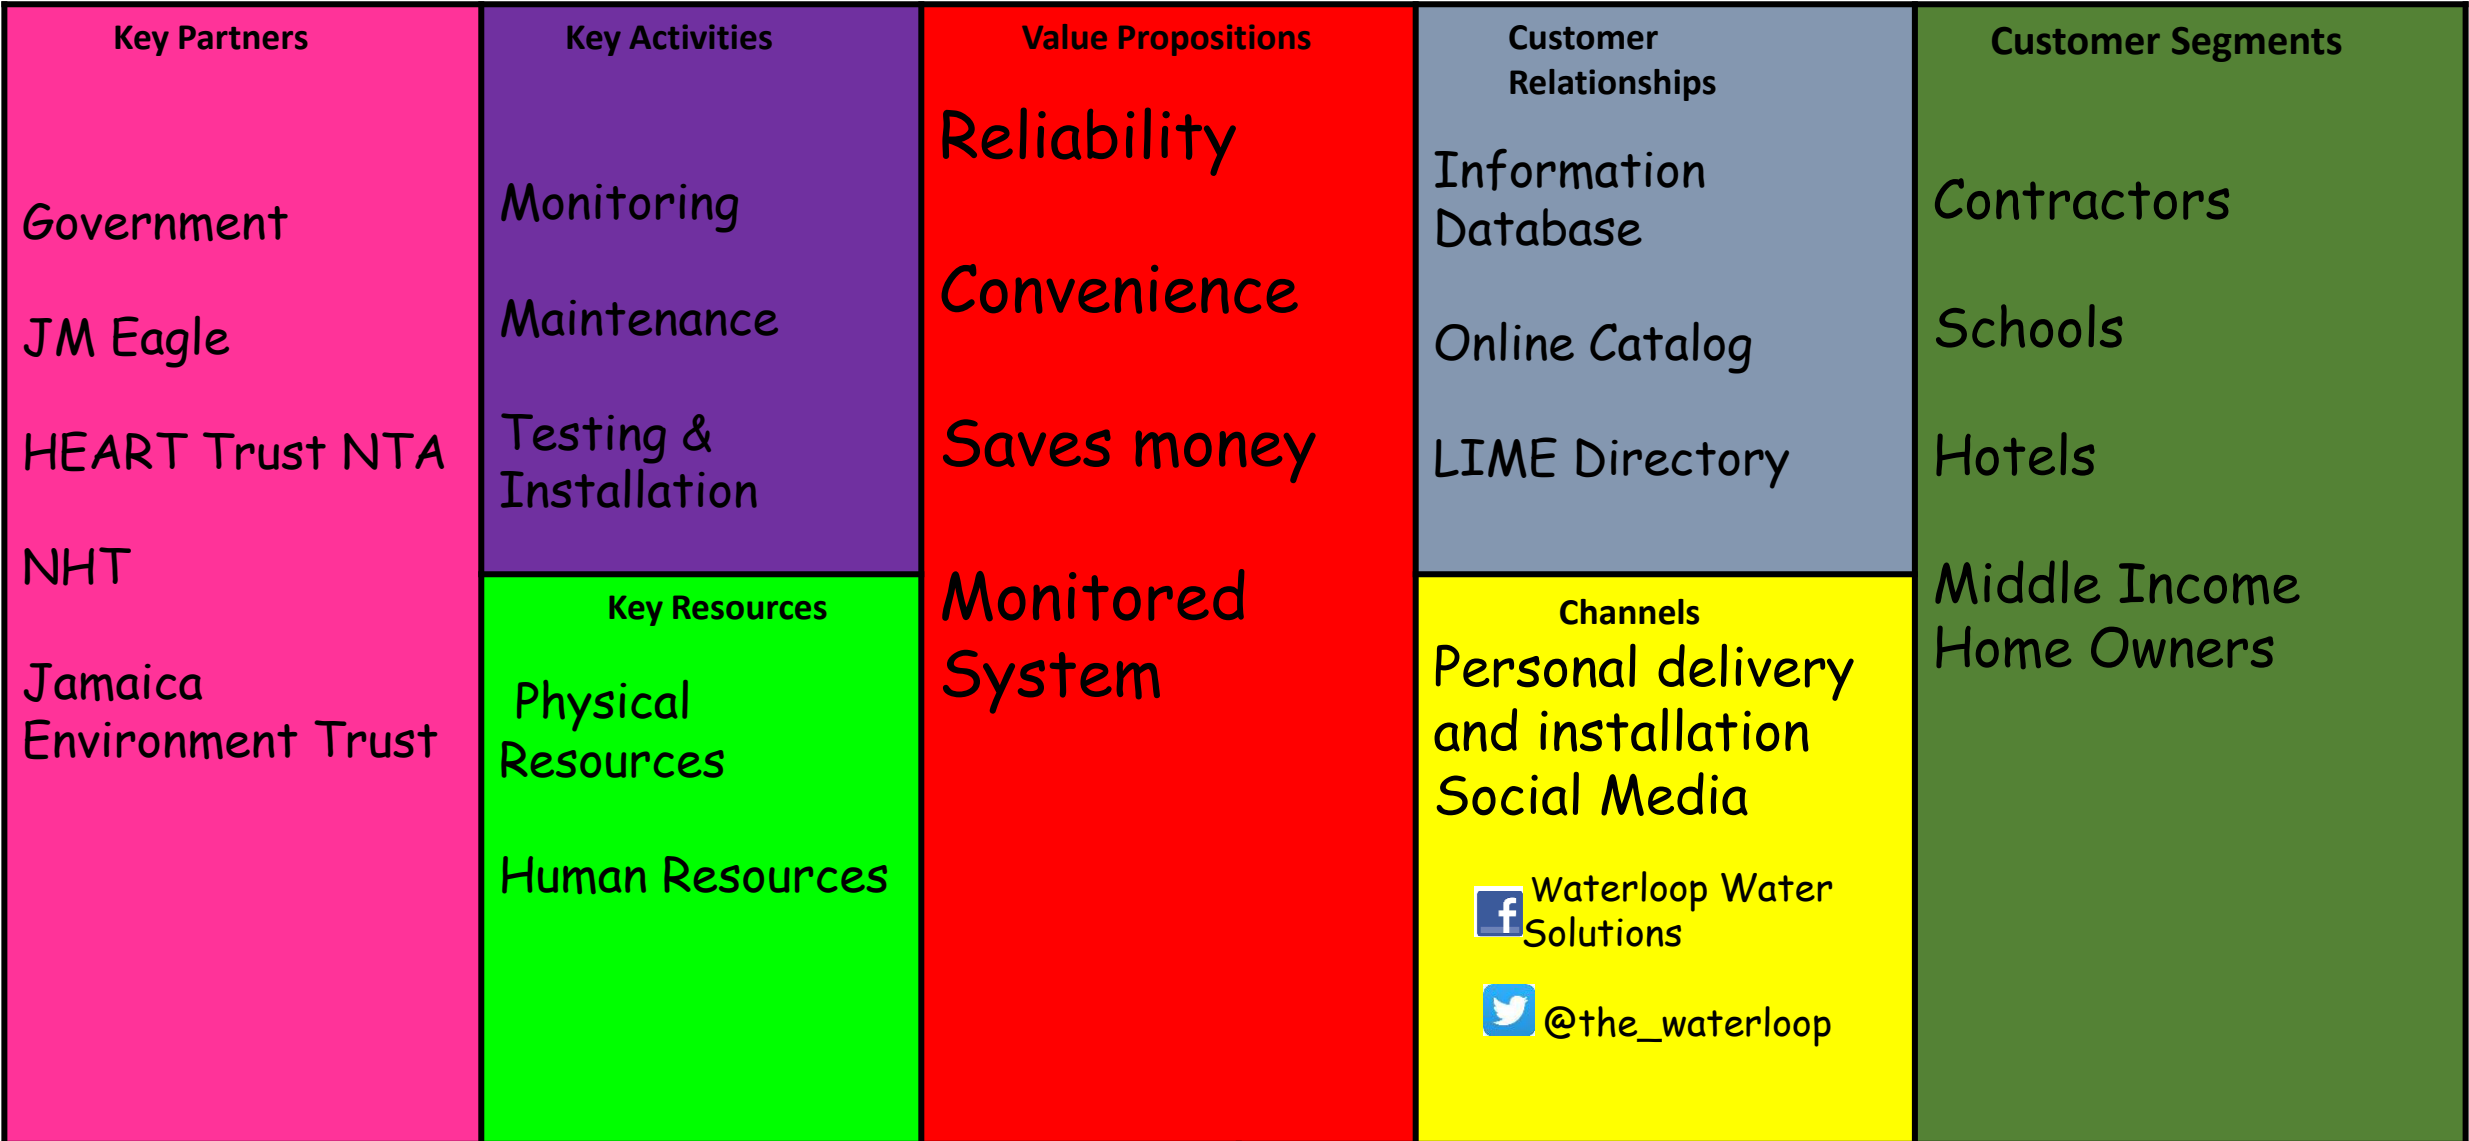 Key Partners
Government
JM Eagle
HEART Trust NTA
NHT
Jamaica
Environment Trust
Key Activities
Monitoring
Maintenance
Testing &
Installation
Key Resources
Physical
Resources
Human Resources
Value Propositions
Reliability
Convenience
Saves money
Monitored
System
Customer
Relationships
Information
Database
Online Catalog
LIME Directory
Channels
Personal delivery
and installation
Social Media
f Waterloop Water
Solutions
@the_waterloop
Customer Segments
Contractors
Schools
Hotels
Middle Income
Home Owners